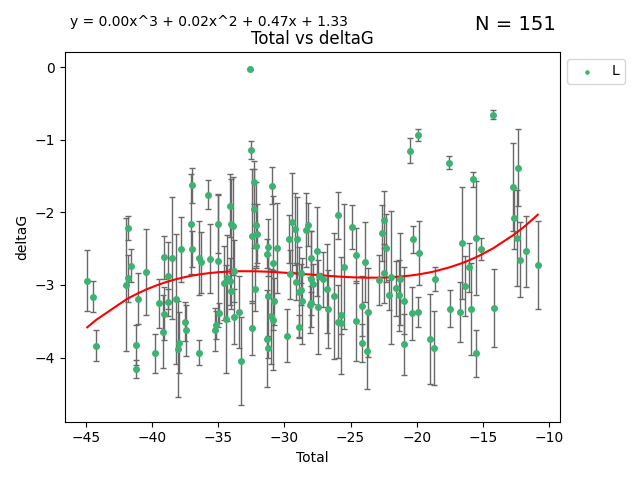 y = 0.00x^3 + 0.02x^2 + 0.47x + 1.33
N = 151
Total vs deltaG
L
0
−1
−2
−3
−4
deltaG
−45 −40 −35 −30 −25 −20 −15 −10
Total